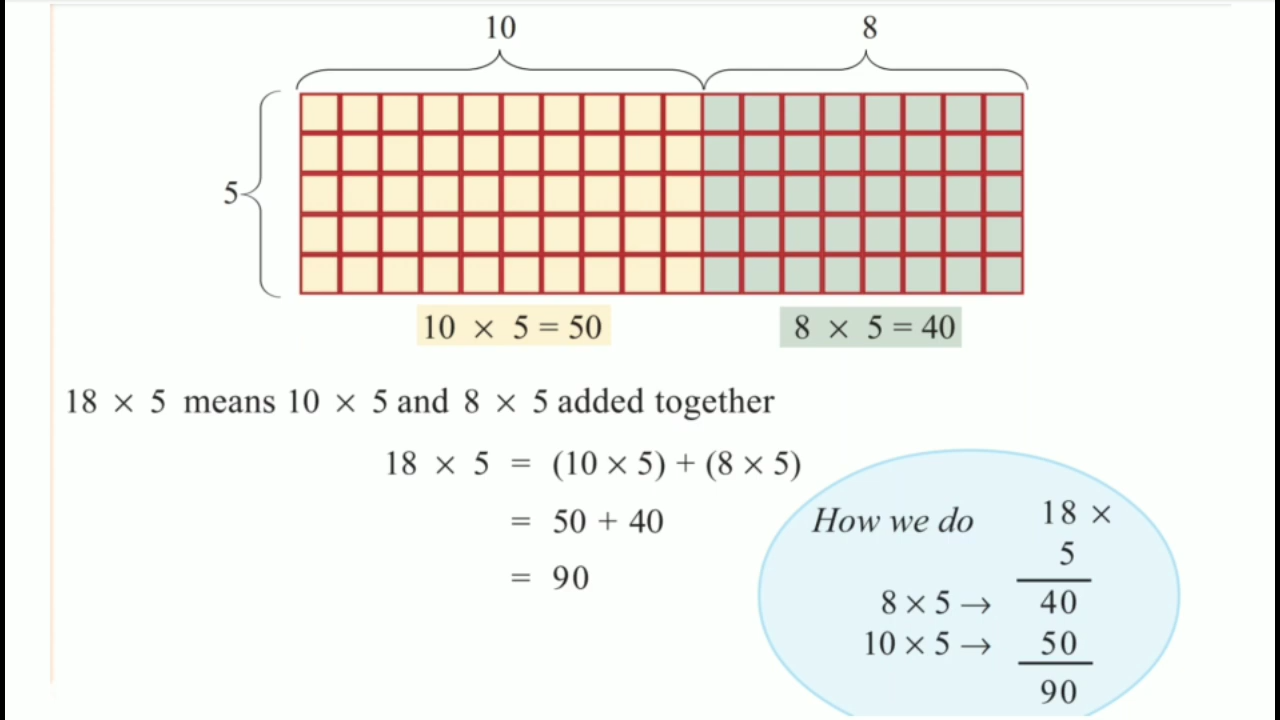 10 8
5
10 × 5 = 50 8 × 5 = 40
18 × 5 means 10 × 5 and 8 × 5 added together
18 × 5 = (10 × 5) + (8 × 5)
= 50 + 40
= 90
How we do 18 ×
5
8 × 5 → 40
10 × 5 → 50
90